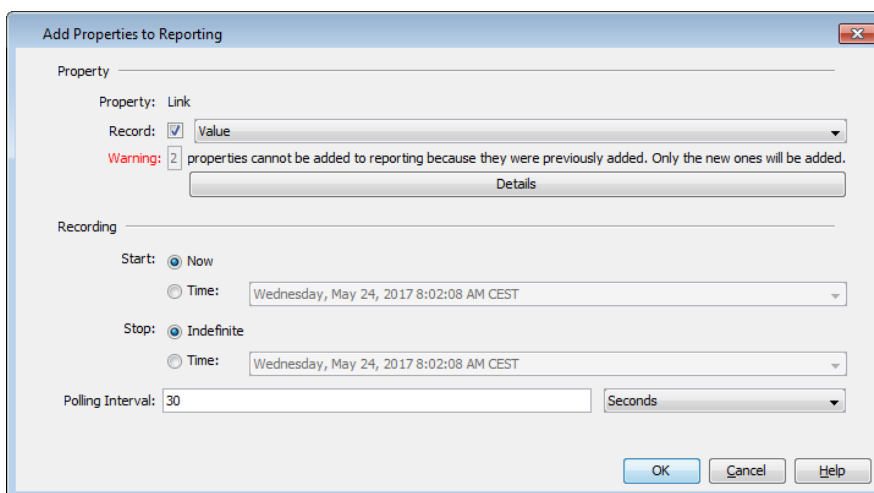 Add Properties to Reporting
Property
Property: Link
Record: Value
Warning: 2 properties cannot be added to reporting because they were previously added. Only the new ones will be added.
Details
Recording
Start: Now
Time: Wednesday, May 24, 2017 8:02:08 AM CEST
Stop: Indefinite
Time: Wednesday, May 24, 2017 8:02:08 AM CEST
Polling Interval: 30 Seconds
OK Cancel Help